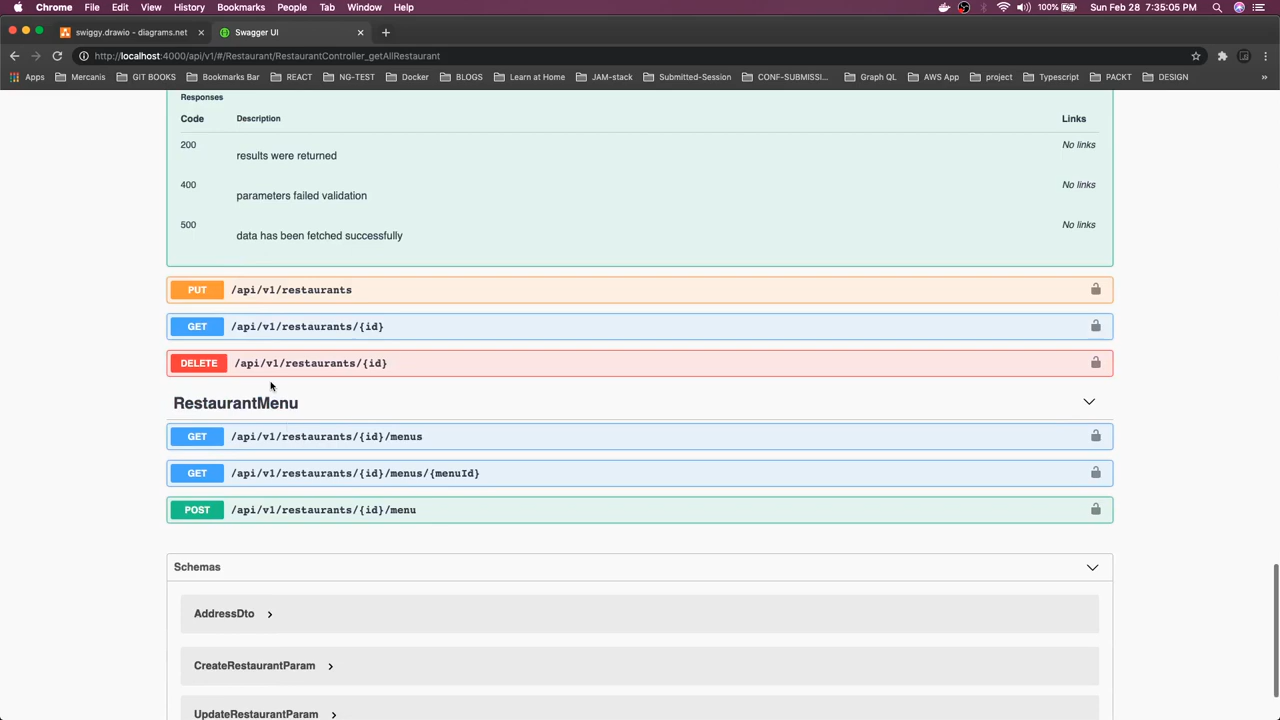 Chrome File Edit View History Bookmarks People Tab Window Help 100% Sun Feb 28 7:35:05 PM
swiggy.drawio - diagrams.net Swagger UI
http://localhost:4000/api/v1/#/Restaurant/RestaurantController_getAllRestaurant
Apps Mercanis GIT BOOKS Bookmarks Bar REACT NG-TEST Docker BLOGS Learn at Home JAM-stack Submitted-Session CONF-SUBMISSI... Graph QL AWS App project Typescript PACKT DESIGN »
Responses
Code Description Links
200 No links
results were returned
400 No links
parameters failed validation
500 No links
data has been fetched successfully
PUT /api/v1/restaurants
GET /api/v1/restaurants/{id}
DELETE /api/v1/restaurants/{id}
RestaurantMenu
GET /api/v1/restaurants/{id}/menus
GET /api/v1/restaurants/{id}/menus/{menuId}
POST /api/v1/restaurants/{id}/menu
Schemas
AddressDto
CreateRestaurantParam
UpdateRestaurantParam